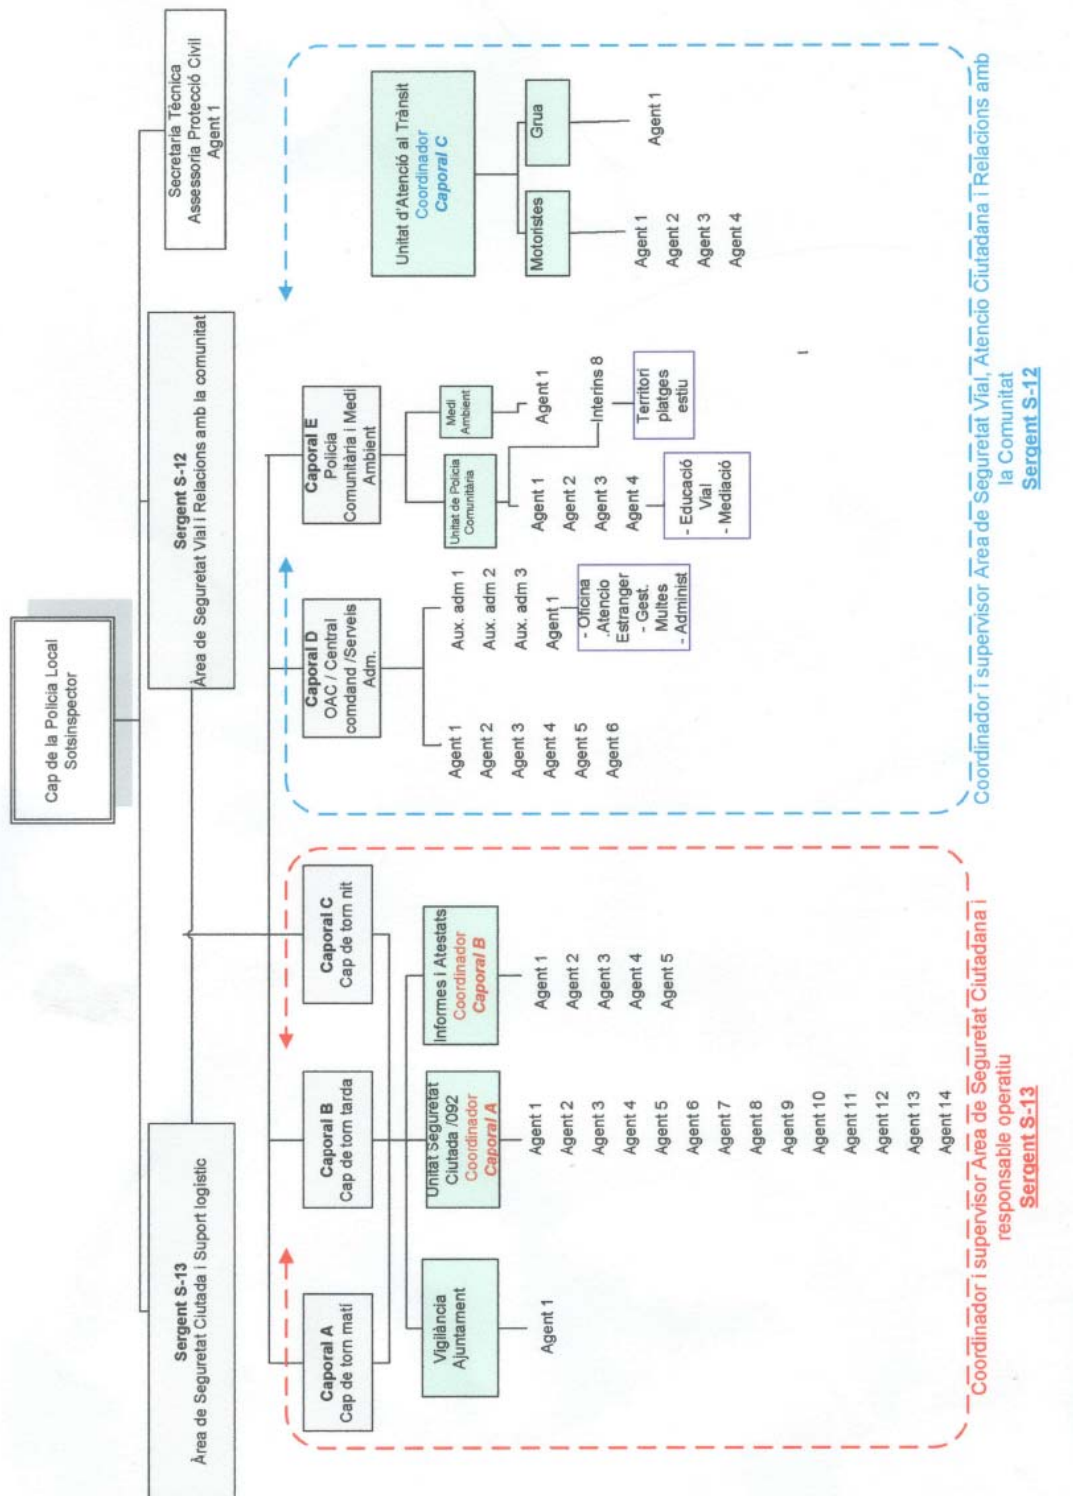 Cap de la Policia Local
Sotsinspector
Sergent S-13
Àrea de Seguretat Ciutada i Suport logístic
Sergent S-12
Àrea de Seguretat Vial i Relacions amb la comunitat
Secretaria Tècnica
Assessoria Protecció Civil
Agent 1
Caporal A
Cap de torn matí
Caporal B
Cap de torn tarda
Caporal C
Cap de torn nit
Caporal D
OAC / Central
comdand /Serveis
Adm.
Caporal E
Policia
Comunitària i Medi
Ambient
Unitat d'Atenció al Trànsit
Coordinador
Caporal C
Vigilància
Ajuntament
Agent 1
Unitat Seguretat
Ciutada /092
Coordinador
Caporal A
Agent 1
Agent 2
Agent 3
Agent 4
Agent 5
Agent 6
Agent 7
Agent 8
Agent 9
Agent 10
Agent 11
Agent 12
Agent 13
Agent 14
Informes i Atestats
Coordinador
Caporal B
Agent 1
Agent 2
Agent 3
Agent 4
Agent 5
Agent 1
Agent 2
Agent 3
Agent 4
Agent 5
Agent 6
Aux. adm 1
Aux. adm 2
Aux. adm 3
Agent 1
- Oficina
.Atencio
Estranger
- Gest.
Multes
- Administ
Unitat de Policia
Comunitària
Agent 1
Agent 2
Agent 3
Agent 4
- Educació
Vial
- Mediació
Interins 8
Territori
platges
estiu
Medi
Ambient
Agent 1
Motoristes
Agent 1
Agent 2
Agent 3
Agent 4
Grua
Agent 1
Coordinador i supervisor Area de Seguretat Ciutadana i
responsable operatiu
Sergent S-13
Coordinador i supervisor Area de Seguretat Vial, Atencio Ciutadana i Relacions amb
la Comunitat
Sergent S-12